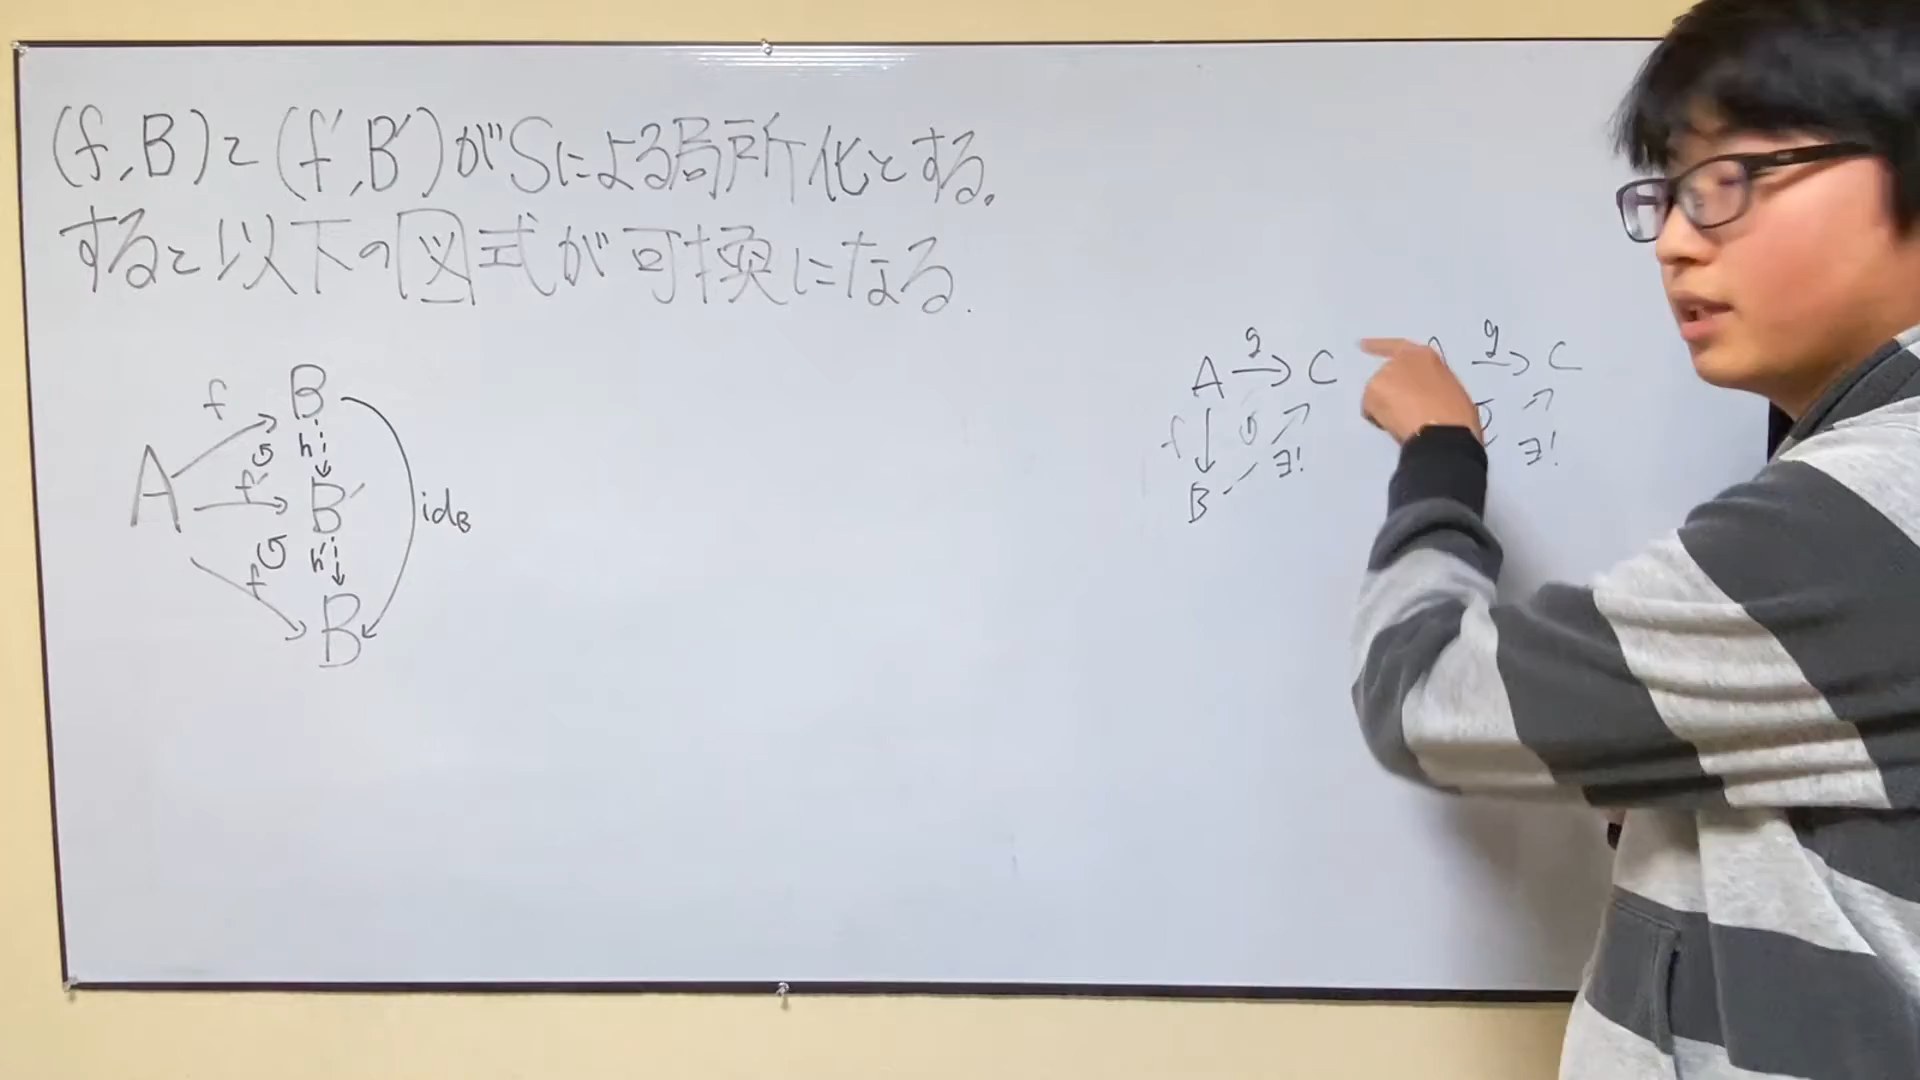 (f,B)と(f',B')がSによる局所化とする.
すると以下の図式が可換になる.
f B
h
A f' B' id_B
h'
f B
A g C
f ∃!
B
g C
∃!